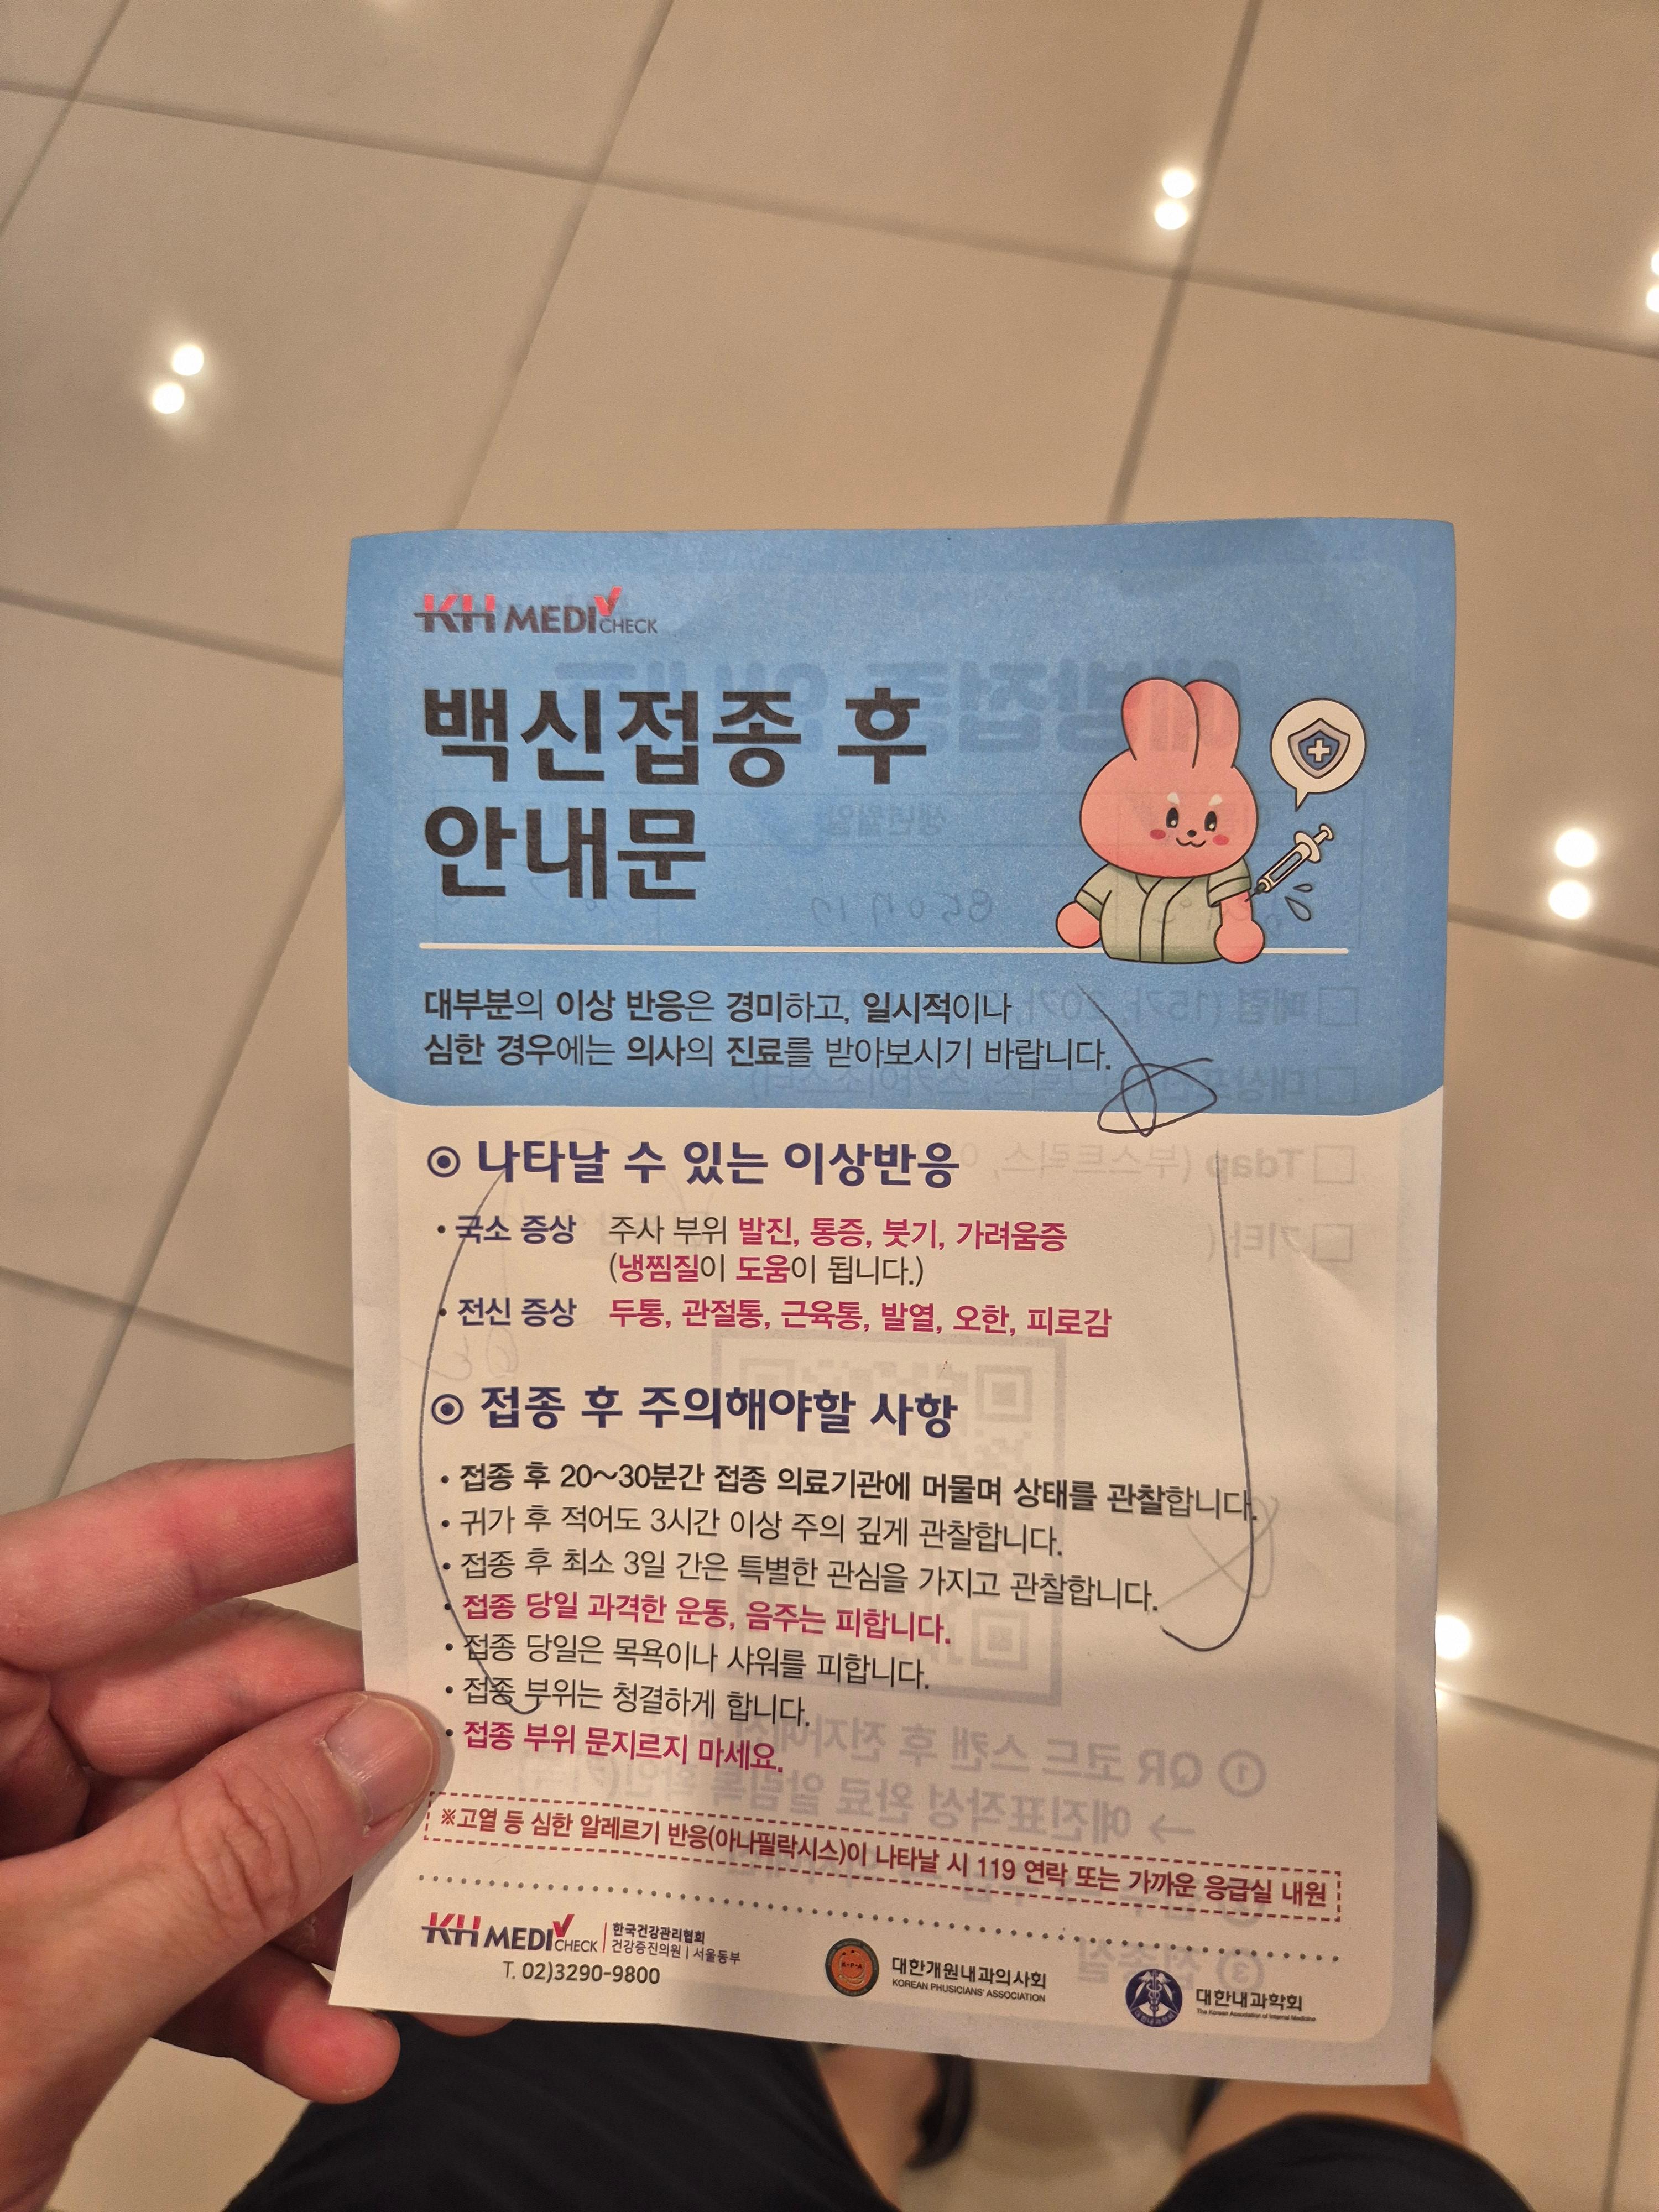 KH MEDI CHECK
백신접종 후
안내문
대부분의 이상 반응은 경미하고, 일시적이나
심한 경우에는 의사의 진료를 받아보시기 바랍니다.
◉ 나타날 수 있는 이상반응
• 국소 증상 주사 부위 발진, 통증, 붓기, 가려움증
(냉찜질이 도움이 됩니다.)
• 전신 증상 두통, 관절통, 근육통, 발열, 오한, 피로감
◉ 접종 후 주의해야할 사항
• 접종 후 20~30분간 접종 의료기관에 머물며 상태를 관찰합니다.
• 귀가 후 적어도 3시간 이상 주의 깊게 관찰합니다.
• 접종 후 최소 3일 간은 특별한 관심을 가지고 관찰합니다.
• 접종 당일 과격한 운동, 음주는 피합니다.
• 접종 당일은 목욕이나 샤워를 피합니다.
• 접종 부위는 청결하게 합니다.
• 접종 부위 문지르지 마세요.
※고열 등 심한 알레르기 반응(아나필락시스)이 나타날 시 119 연락 또는 가까운 응급실 내원
KH MEDI CHECK 한국건강관리협회
건강증진의원 | 서울동부
T. 02)3290-9800
대한개원내과의사회
KOREAN PHUSICIANS' ASSOCIATION
대한내과학회
The Korean Association of Internal Medicine